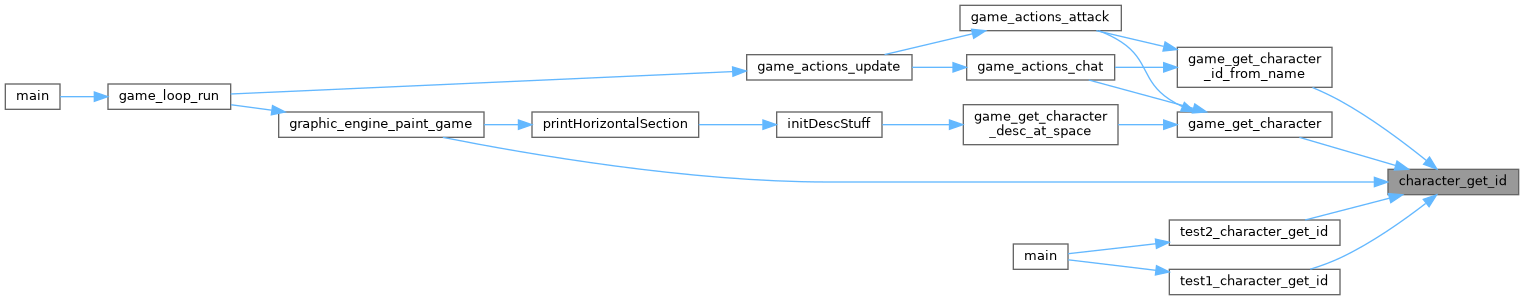 game_actions_attack
game_actions_update
game_actions_chat
game_get_character
_id_from_name
main
game_loop_run
graphic_engine_paint_game
printHorizontalSection
initDescStuff
game_get_character
_desc_at_space
game_get_character
character_get_id
test2_character_get_id
main
test1_character_get_id